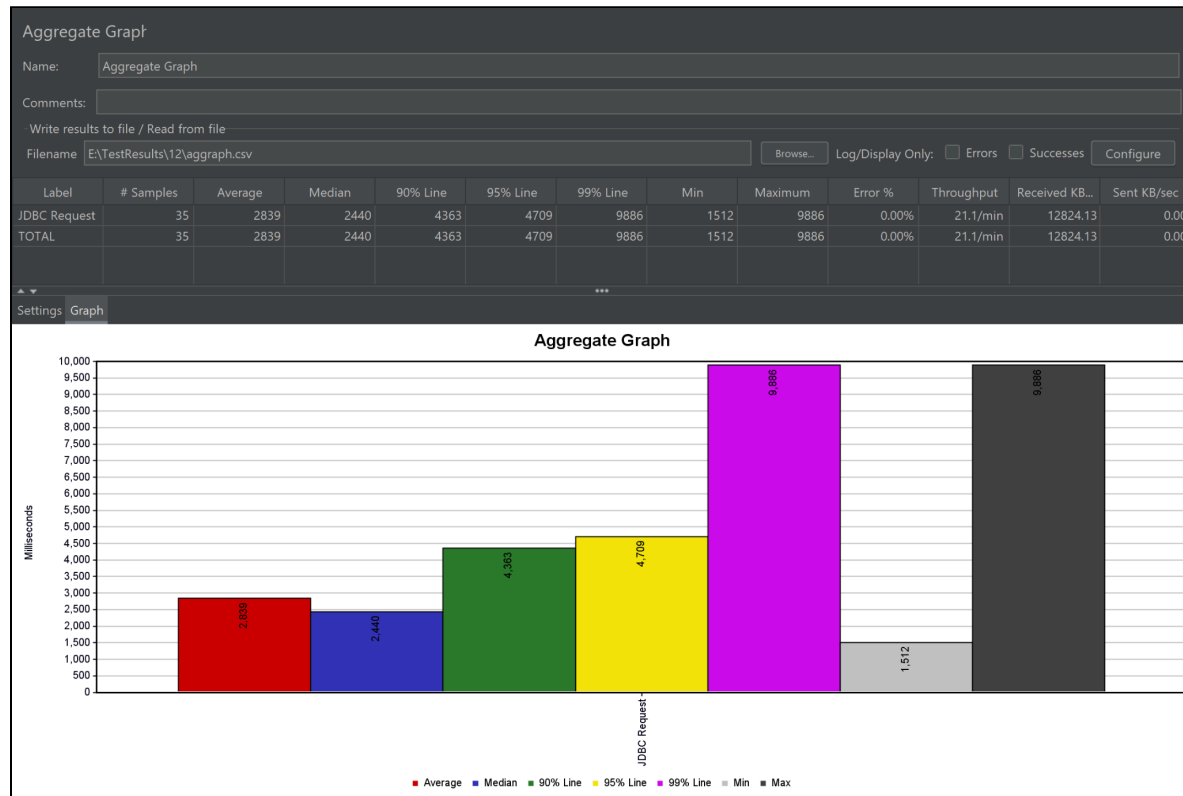 Aggregate Graph
Name: Aggregate Graph
Comments:
Write results to file / Read from file
Filename E:\TestResults\12\aggraph.csv Browse... Log/Display Only: Errors Successes Configure
Label # Samples Average Median 90% Line 95% Line 99% Line Min Maximum Error % Throughput Received KB... Sent KB/sec
JDBC Request 35 2839 2440 4363 4709 9886 1512 9886 0.00% 21.1/min 12824.13 0.00
TOTAL 35 2839 2440 4363 4709 9886 1512 9886 0.00% 21.1/min 12824.13 0.00
Settings Graph
Aggregate Graph
Milliseconds
10,000
9,500
9,000
8,500
8,000
7,500
7,000
6,500
6,000
5,500
5,000
4,500
4,000
3,500
3,000
2,500
2,000
1,500
1,000
500
0
2,839
2,440
4,363
4,709
9,886
1,512
9,886
JDBC Request
Average Median 90% Line 95% Line 99% Line Min Max